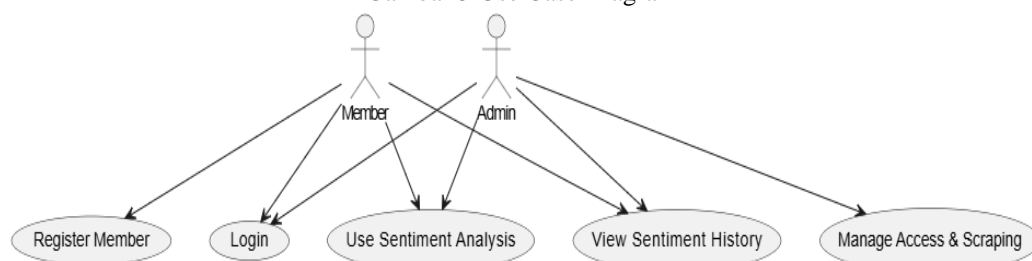 Member
Admin
Register Member
Login
Use Sentiment Analysis
View Sentiment History
Manage Access & Scraping